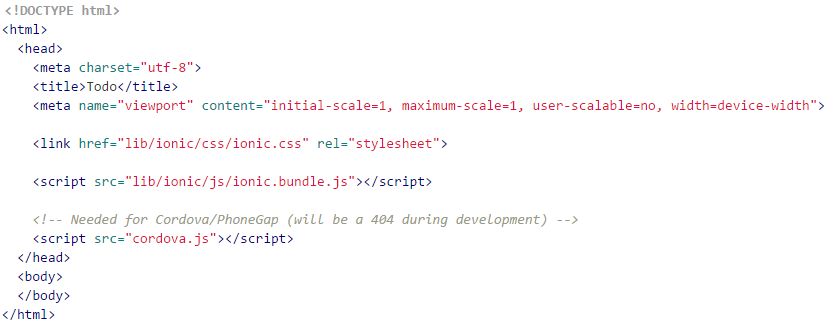 <!DOCTYPE html>
<html>
<head>
<meta charset="utf-8">
<title>Todo</title>
<meta name="viewport" content="initial-scale=1, maximum-scale=1, user-scalable=no, width=device-width">
<link href="lib/ionic/css/ionic.css" rel="stylesheet">
<script src="lib/ionic/js/ionic.bundle.js"></script>
<!-- Needed for Cordova/PhoneGap (will be a 404 during development) -->
<script src="cordova.js"></script>
</head>
<body>
</body>
</html>